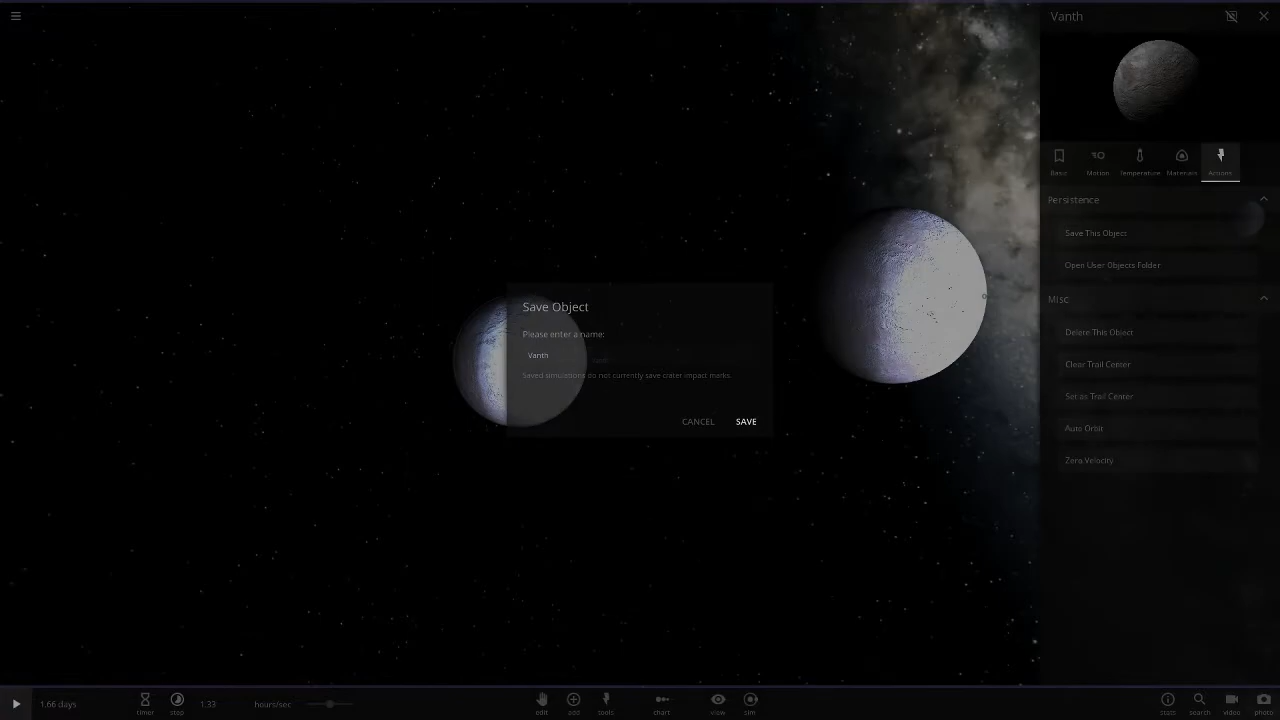 Vanth
Basic
Motion
Temperature
Materials
Actions
Persistence
Save This Object
Open User Objects Folder
Misc
Delete This Object
Clear Trail Center
Set as Trail Center
Auto Orbit
Zero Velocity
Save Object
Please enter a name:
Vanth
Saved simulations do not currently save crater impact marks.
CANCEL SAVE
1.66 days
timer
step
1.33
hours/sec
edit
add
tools
chart
view
sim
stats
search
video
photo